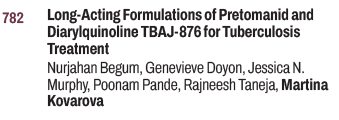 782 Long-Acting Formulations of Pretomanid and
Diarylquinoline TBAJ-876 for Tuberculosis
Treatment
Nurjahan Begum, Genevieve Doyon, Jessica N.
Murphy, Poonam Pande, Rajneesh Taneja, Martina
Kovarova